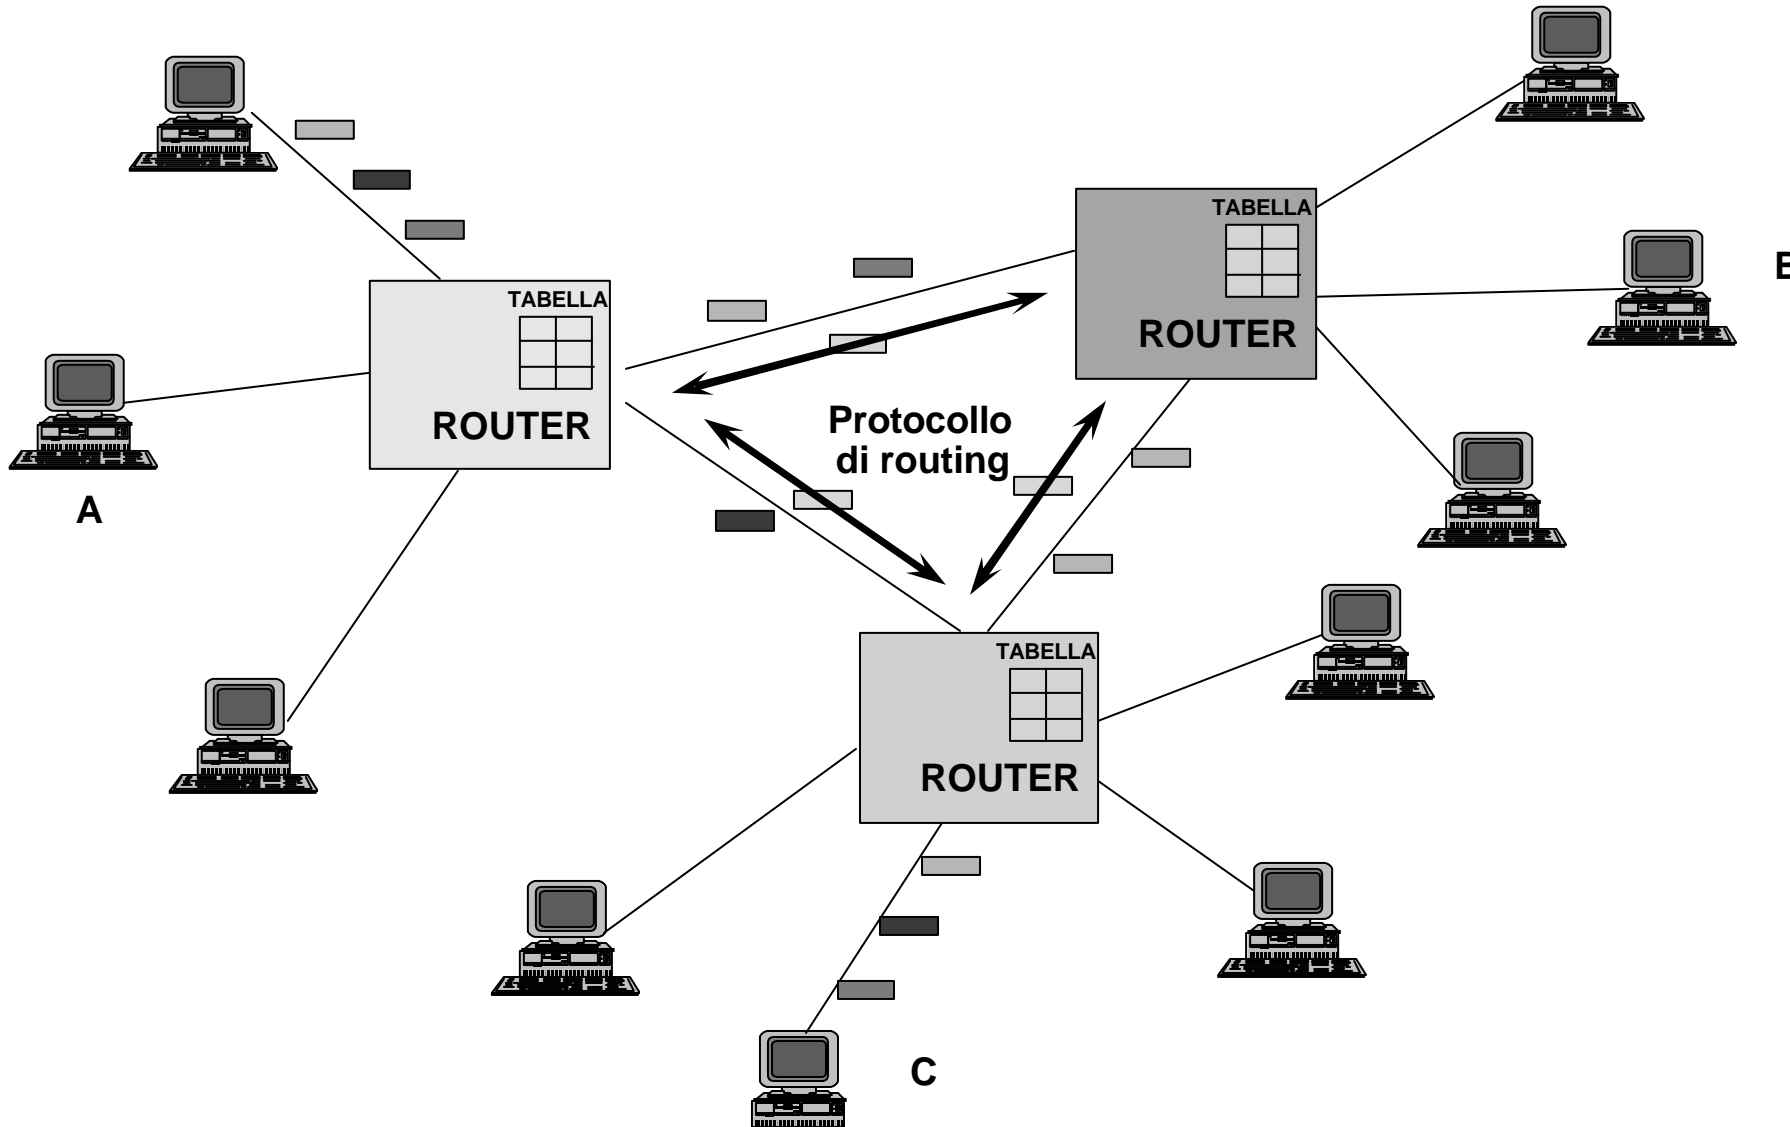 TABELLA
ROUTER
TABELLA
ROUTER
B
Protocollo
di routing
A
TABELLA
ROUTER
C